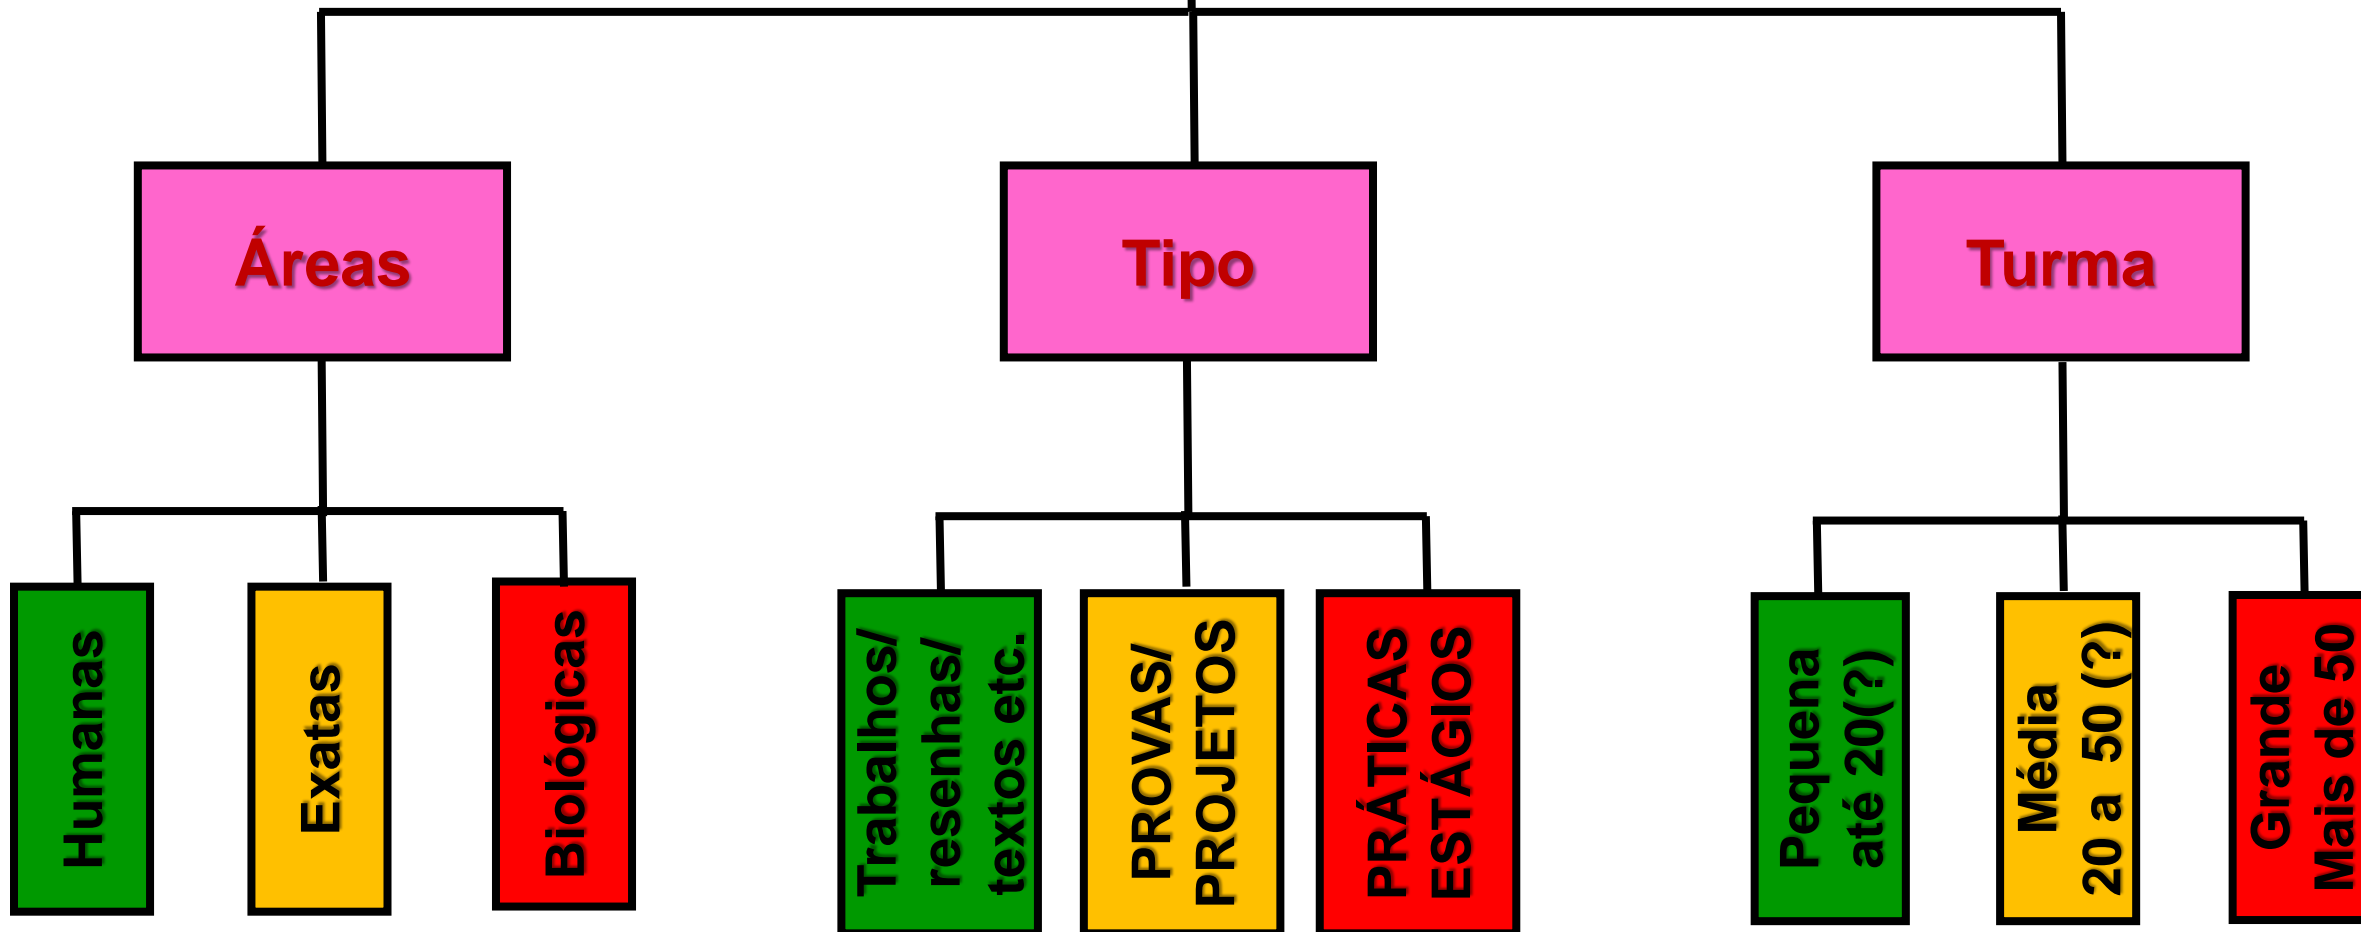 Áreas
Tipo
Turma
Humanas
Exatas
Biológicas
Trabalhos/
resenhas/
textos etc.
PROVAS/
PROJETOS
PRÁTICAS
ESTÁGIOS
Pequena
até 20(?)
Média
20 a  50 (?)
Grande
Mais de 50